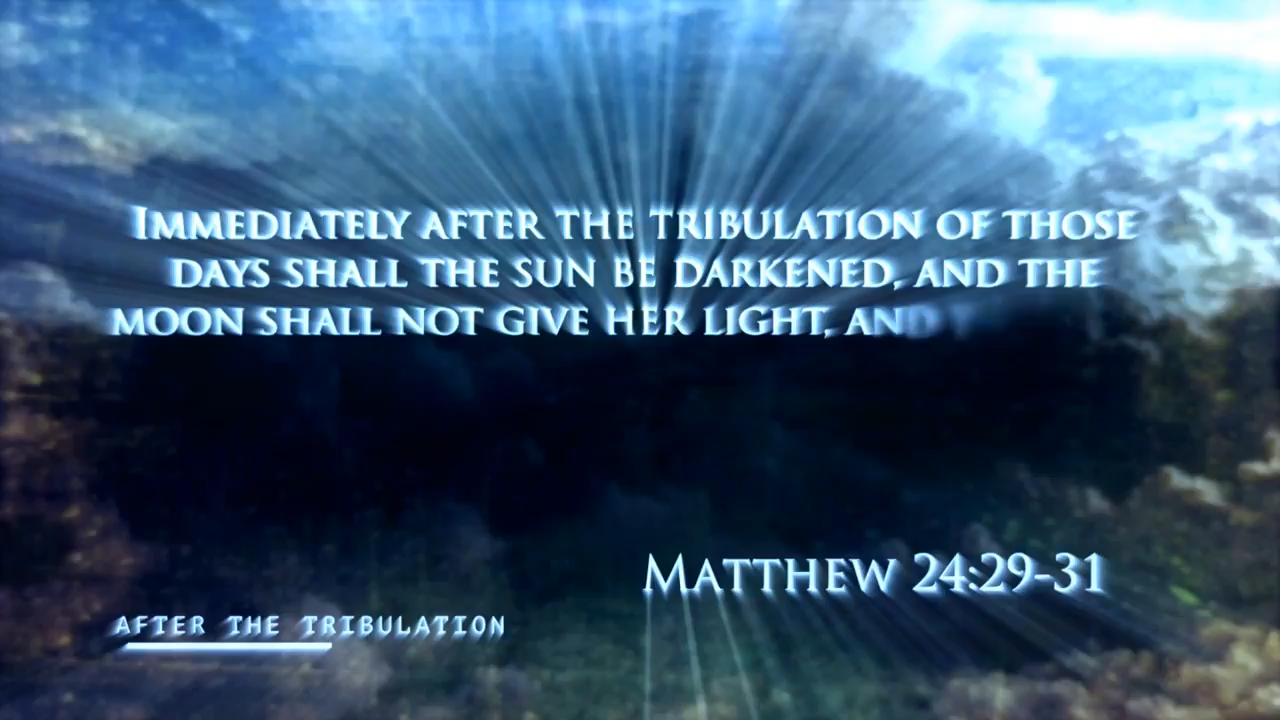 Immediately after the tribulation of those
days shall the sun be darkened, and the
moon shall not give her light, and
Matthew 24:29-31
AFTER THE TRIBULATION